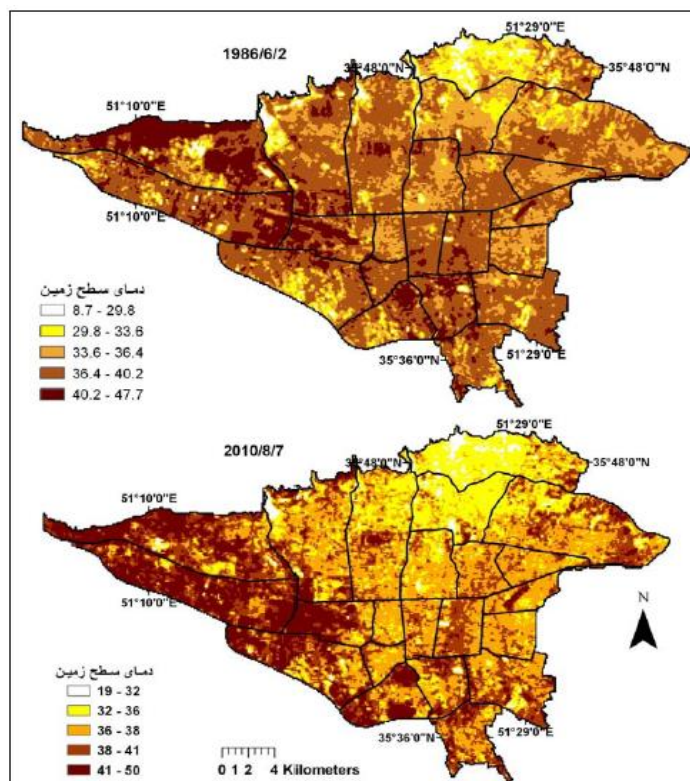 51°29'0"E
1986/6/2
35°48'0"N
35°48'0"N
51°10'0"E
51°10'0"E
دمای سطح زمین
8.7 - 29.8
29.8 - 33.6
33.6 - 36.4
36.4 - 40.2
40.2 - 47.7
35°36'0"N
51°29'0"E
51°29'0"E
2010/8/7
35°48'0"N
35°48'0"N
51°10'0"E
51°10'0"E
N
دمای سطح زمین
19 - 32
32 - 36
36 - 38
38 - 41
41 - 50
35°36'0"N
51°29'0"E
0 1 2 4 Kilometers